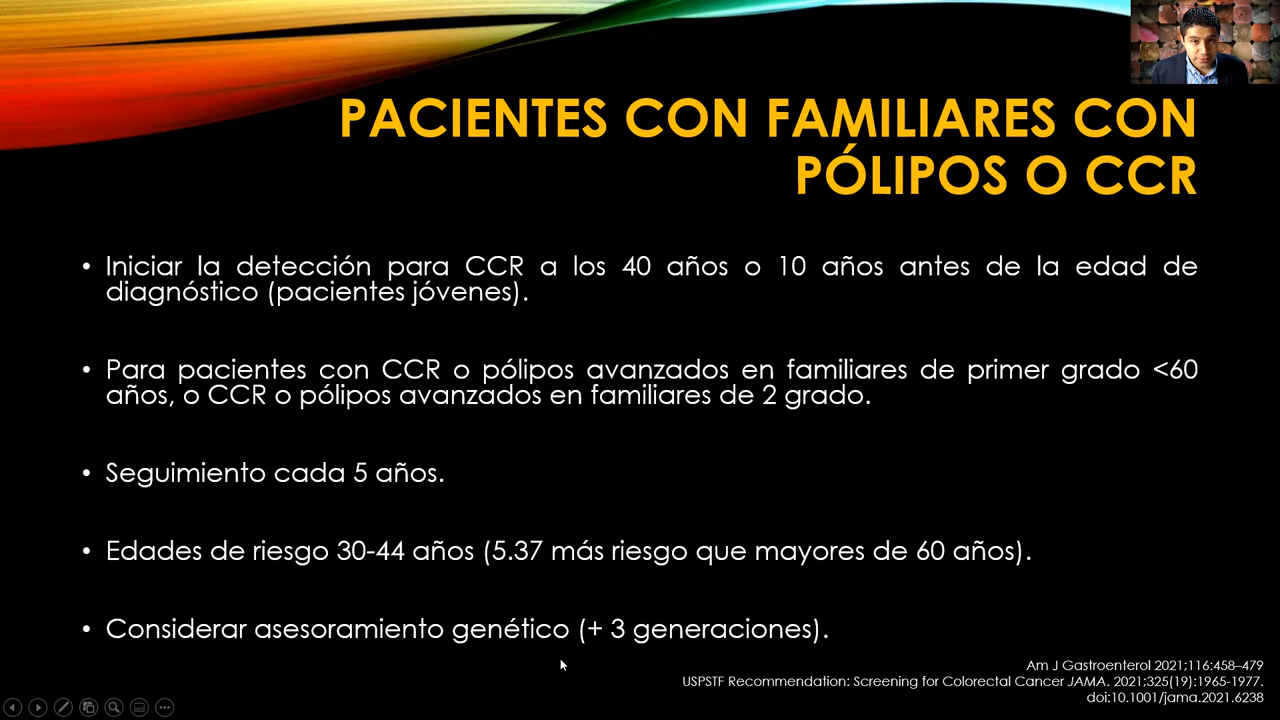 PACIENTES CON FAMILIARES CON
PÓLIPOS O CCR
• Iniciar la detección para CCR a los 40 años o 10 años antes de la edad de
diagnóstico (pacientes jóvenes).
• Para pacientes con CCR o pólipos avanzados en familiares de primer grado <60
años, o CCR o pólipos avanzados en familiares de 2 grado.
• Seguimiento cada 5 años.
• Edades de riesgo 30-44 años (5.37 más riesgo que mayores de 60 años).
• Considerar asesoramiento genético (+ 3 generaciones).
Am J Gastroenterol 2021;116:458–479
USPSTF Recommendation: Screening for Colorectal Cancer JAMA. 2021;325(19):1965-1977.
doi:10.1001/jama.2021.6238